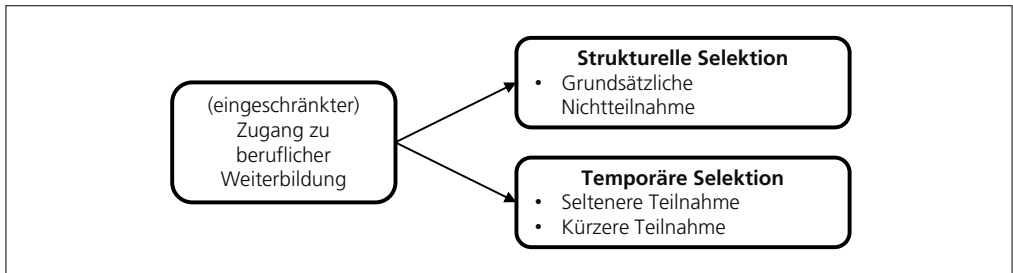 (eingeschränkter)
Zugang zu
beruflicher
Weiterbildung
Strukturelle Selektion
• Grundsätzliche
Nichtteilnahme
Temporäre Selektion
• Seltenere Teilnahme
• Kürzere Teilnahme